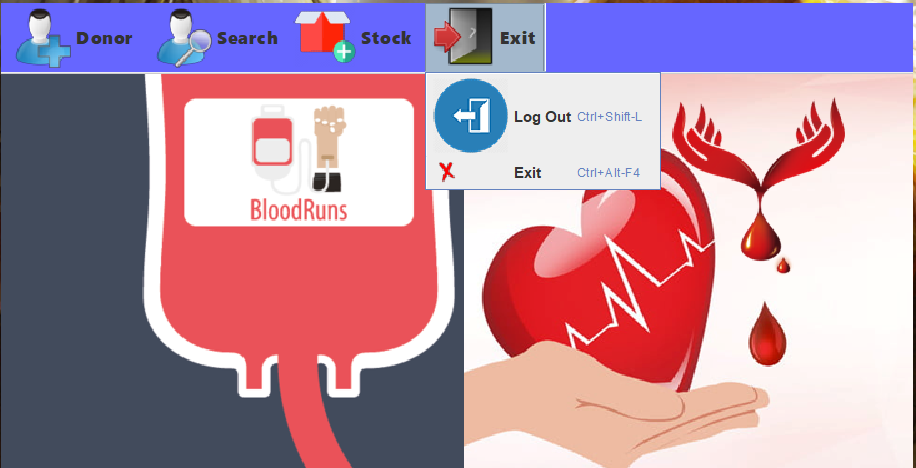 Donor Search Stock Exit
Log Out Ctrl+Shift-L
Exit Ctrl+Alt-F4
BloodRuns